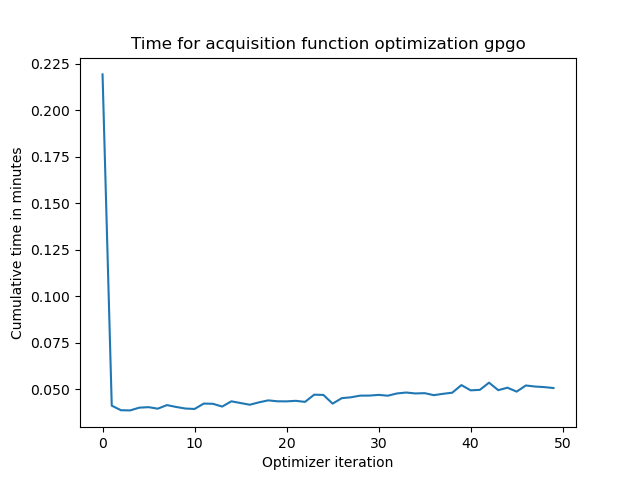 Time for acquisition function optimization gpgo
0.225
0.200
0.175
0.150
0.125
0.100
0.075
0.050
Cumulative time in minutes
0 10 20 30 40 50
Optimizer iteration